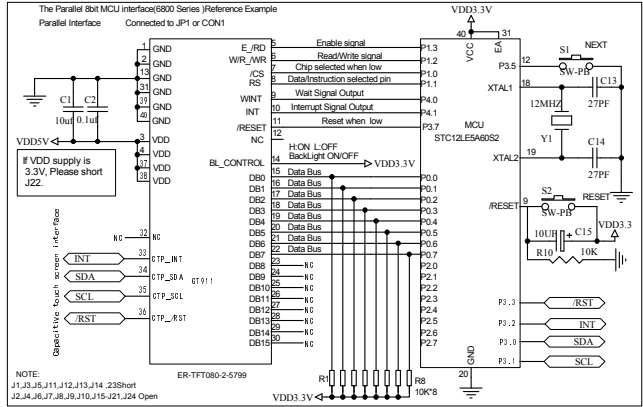 The Parallel 8bit MCU interface(6800 Series )Reference Example
Parallel Interface Connected to JP1 or CON1
VDD3.3V
1 GND
2 GND
13 GND
31 GND
39 GND
40 GND
3 VDD
4 VDD
37 VDD
38 VDD
C1 C2
10uf 0.1uf
VDD5V
If VDD supply is
3.3V, Please short
J22.
E_/RD 5 Enable signal P1.3
W/R_/WR 6 Read/Write signal P1.2
/CS 7 Chip selected when low P1.0
RS 8 Data/Instruction selected pin P1.1
WINT 9 Wait Signal Output P4.0
INT 10 Interrupt Signal Output P4.1
/RESET 11 Reset when low P3.7
NC 12
H:ON L:OFF
BL_CONTROL 14 BackLight ON/OFF VDD3.3V
DB0 15 Data Bus P0.0
DB1 16 Data Bus P0.1
DB2 17 Data Bus P0.2
DB3 18 Data Bus P0.3
DB4 19 Data Bus P0.4
DB5 20 Data Bus P0.5
DB6 21 Data Bus P0.6
DB7 22 Data Bus P0.7
DB8 23 NC P2.0
DB9 24 NC P2.1
DB10 25 NC P2.2
DB11 26 NC P2.3
DB12 27 NC P2.4
DB13 28 NC P2.5
DB14 29 NC P2.6
DB15 30 NC P2.7
40 31
VCC EA
MCU
STC12LE5A60S2
P3.5 12
S1 NEXT
SW-PB
XTAL1 18
C13
27PF
12MHZ
Y1
XTAL2 19
C14
27PF
/RESET 9
S2 RESET
SW-PB
VDD3.3
10UF + C15
R10 10K
P3.3 /RST
P3.2 INT
P3.0 SDA
P3.1 SCL
GND
20
R1 R8
10K*8
VDD3.3V
Capacitive touch screen interface
NC 32 NC
INT 33 CTP_INT
SDA 34 CTP_SDA
SCL 35 CTP_SCL
/RST 36 CTP_/RST
GT911
ER-TFT080-2-5799
NOTE:
J1,J3,J5,J11,J12,J13,J14 ,23Short
J2,J4,J6,J7,J8,J9,J10,J15-J21,J24 Open